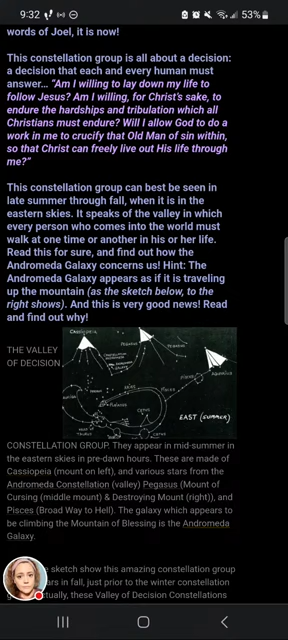 9:32
53%
words of Joel, it is now!
This constellation group is all about a decision:
a decision that each and every human must
answer... "Am I willing to lay down my life to
follow Jesus? Am I willing, for Christ's sake, to
endure the hardships and tribulation which all
Christians must endure? Will I allow God to do a
work in me to crucify that Old Man of sin within,
so that Christ can freely live out His life through
me?"
This constellation group can best be seen in
late summer through fall, when it is in the
eastern skies. It speaks of the valley in which
every person who comes into the world must
walk at one time or another in his or her life.
Read this for sure, and find out how the
Andromeda Galaxy concerns us! Hint: The
Andromeda Galaxy appears as if it is traveling
up the mountain (as the sketch below, to the
right shows). And this is very good news! Read
and find out why!
CASSIOPEIA
PEGASUS
PEGASUS
AQUARIUS
PISCES
ARIES
PISCES
CETUS
EAST (SUMMER)
THE VALLEY
OF DECISION
CONSTELLATION GROUP. They appear in mid-summer in
the eastern skies in pre-dawn hours. These are made of
Cassiopeia (mount on left), and various stars from the
Andromeda Constellation (valley) Pegasus (Mount of
Cursing (middle mount) & Destroying Mount (right)), and
Pisces (Broad Way to Hell). The galaxy which appears to
be climbing the Mountain of Blessing is the Andromeda
Galaxy.
sketch show this amazing constellation group
in fall, just prior to the winter constellation
these Valley of Decision Constellations